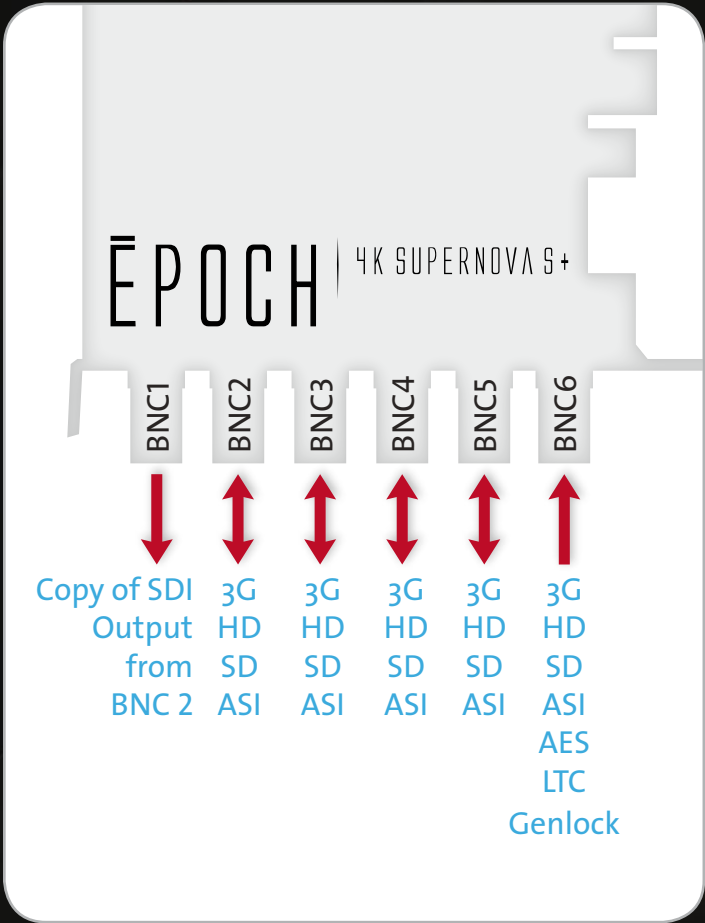 ĒPOCH
4K SUPERNOVA S+
BNC1
BNC2
BNC3
BNC4
BNC5
BNC6
Copy of SDI
Output
from
BNC 2
3G
HD
SD
ASI
3G
HD
SD
ASI
3G
HD
SD
ASI
3G
HD
SD
ASI
3G
HD
SD
ASI
AES
LTC
Genlock